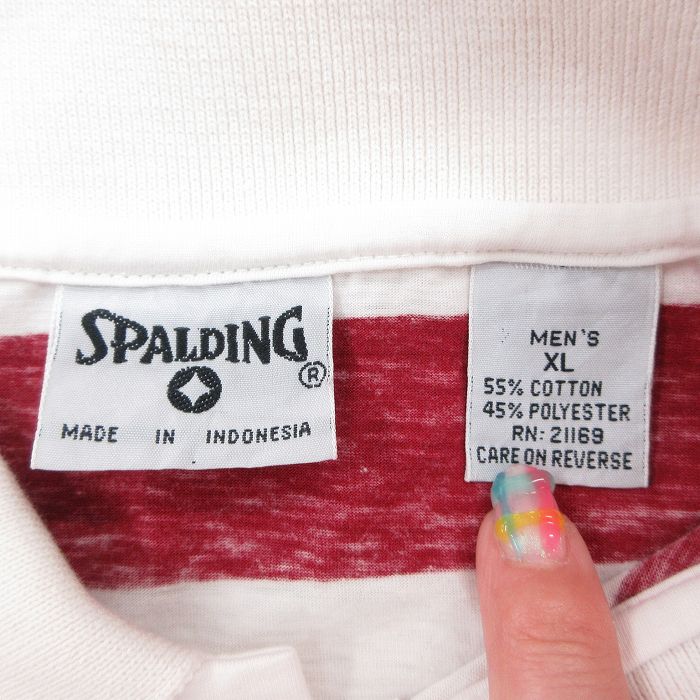 SPALDING
®
MADE IN INDONESIA
MEN'S
XL
55% COTTON
45% POLYESTER
RN: 21169
CARE ON REVERSE